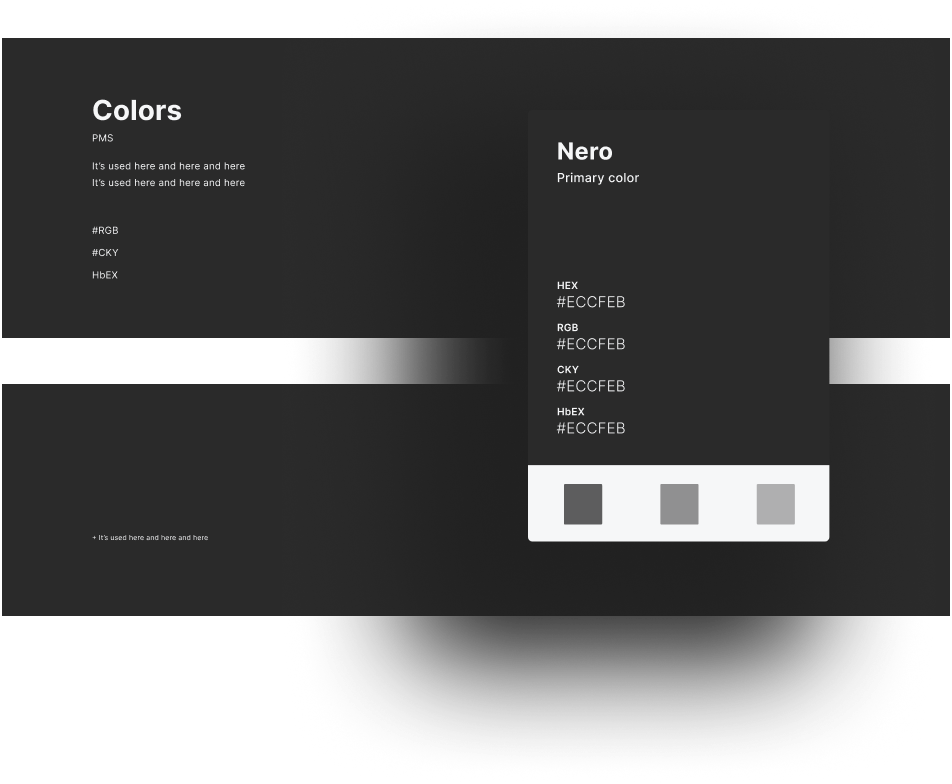 Colors
PMS
It's used here and here and here
It's used here and here and here
#RGB
#CKY
HbEX
+ It's used here and here and here
Nero
Primary color
HEX
#ECCFEB
RGB
#ECCFEB
CKY
#ECCFEB
HbEX
#ECCFEB